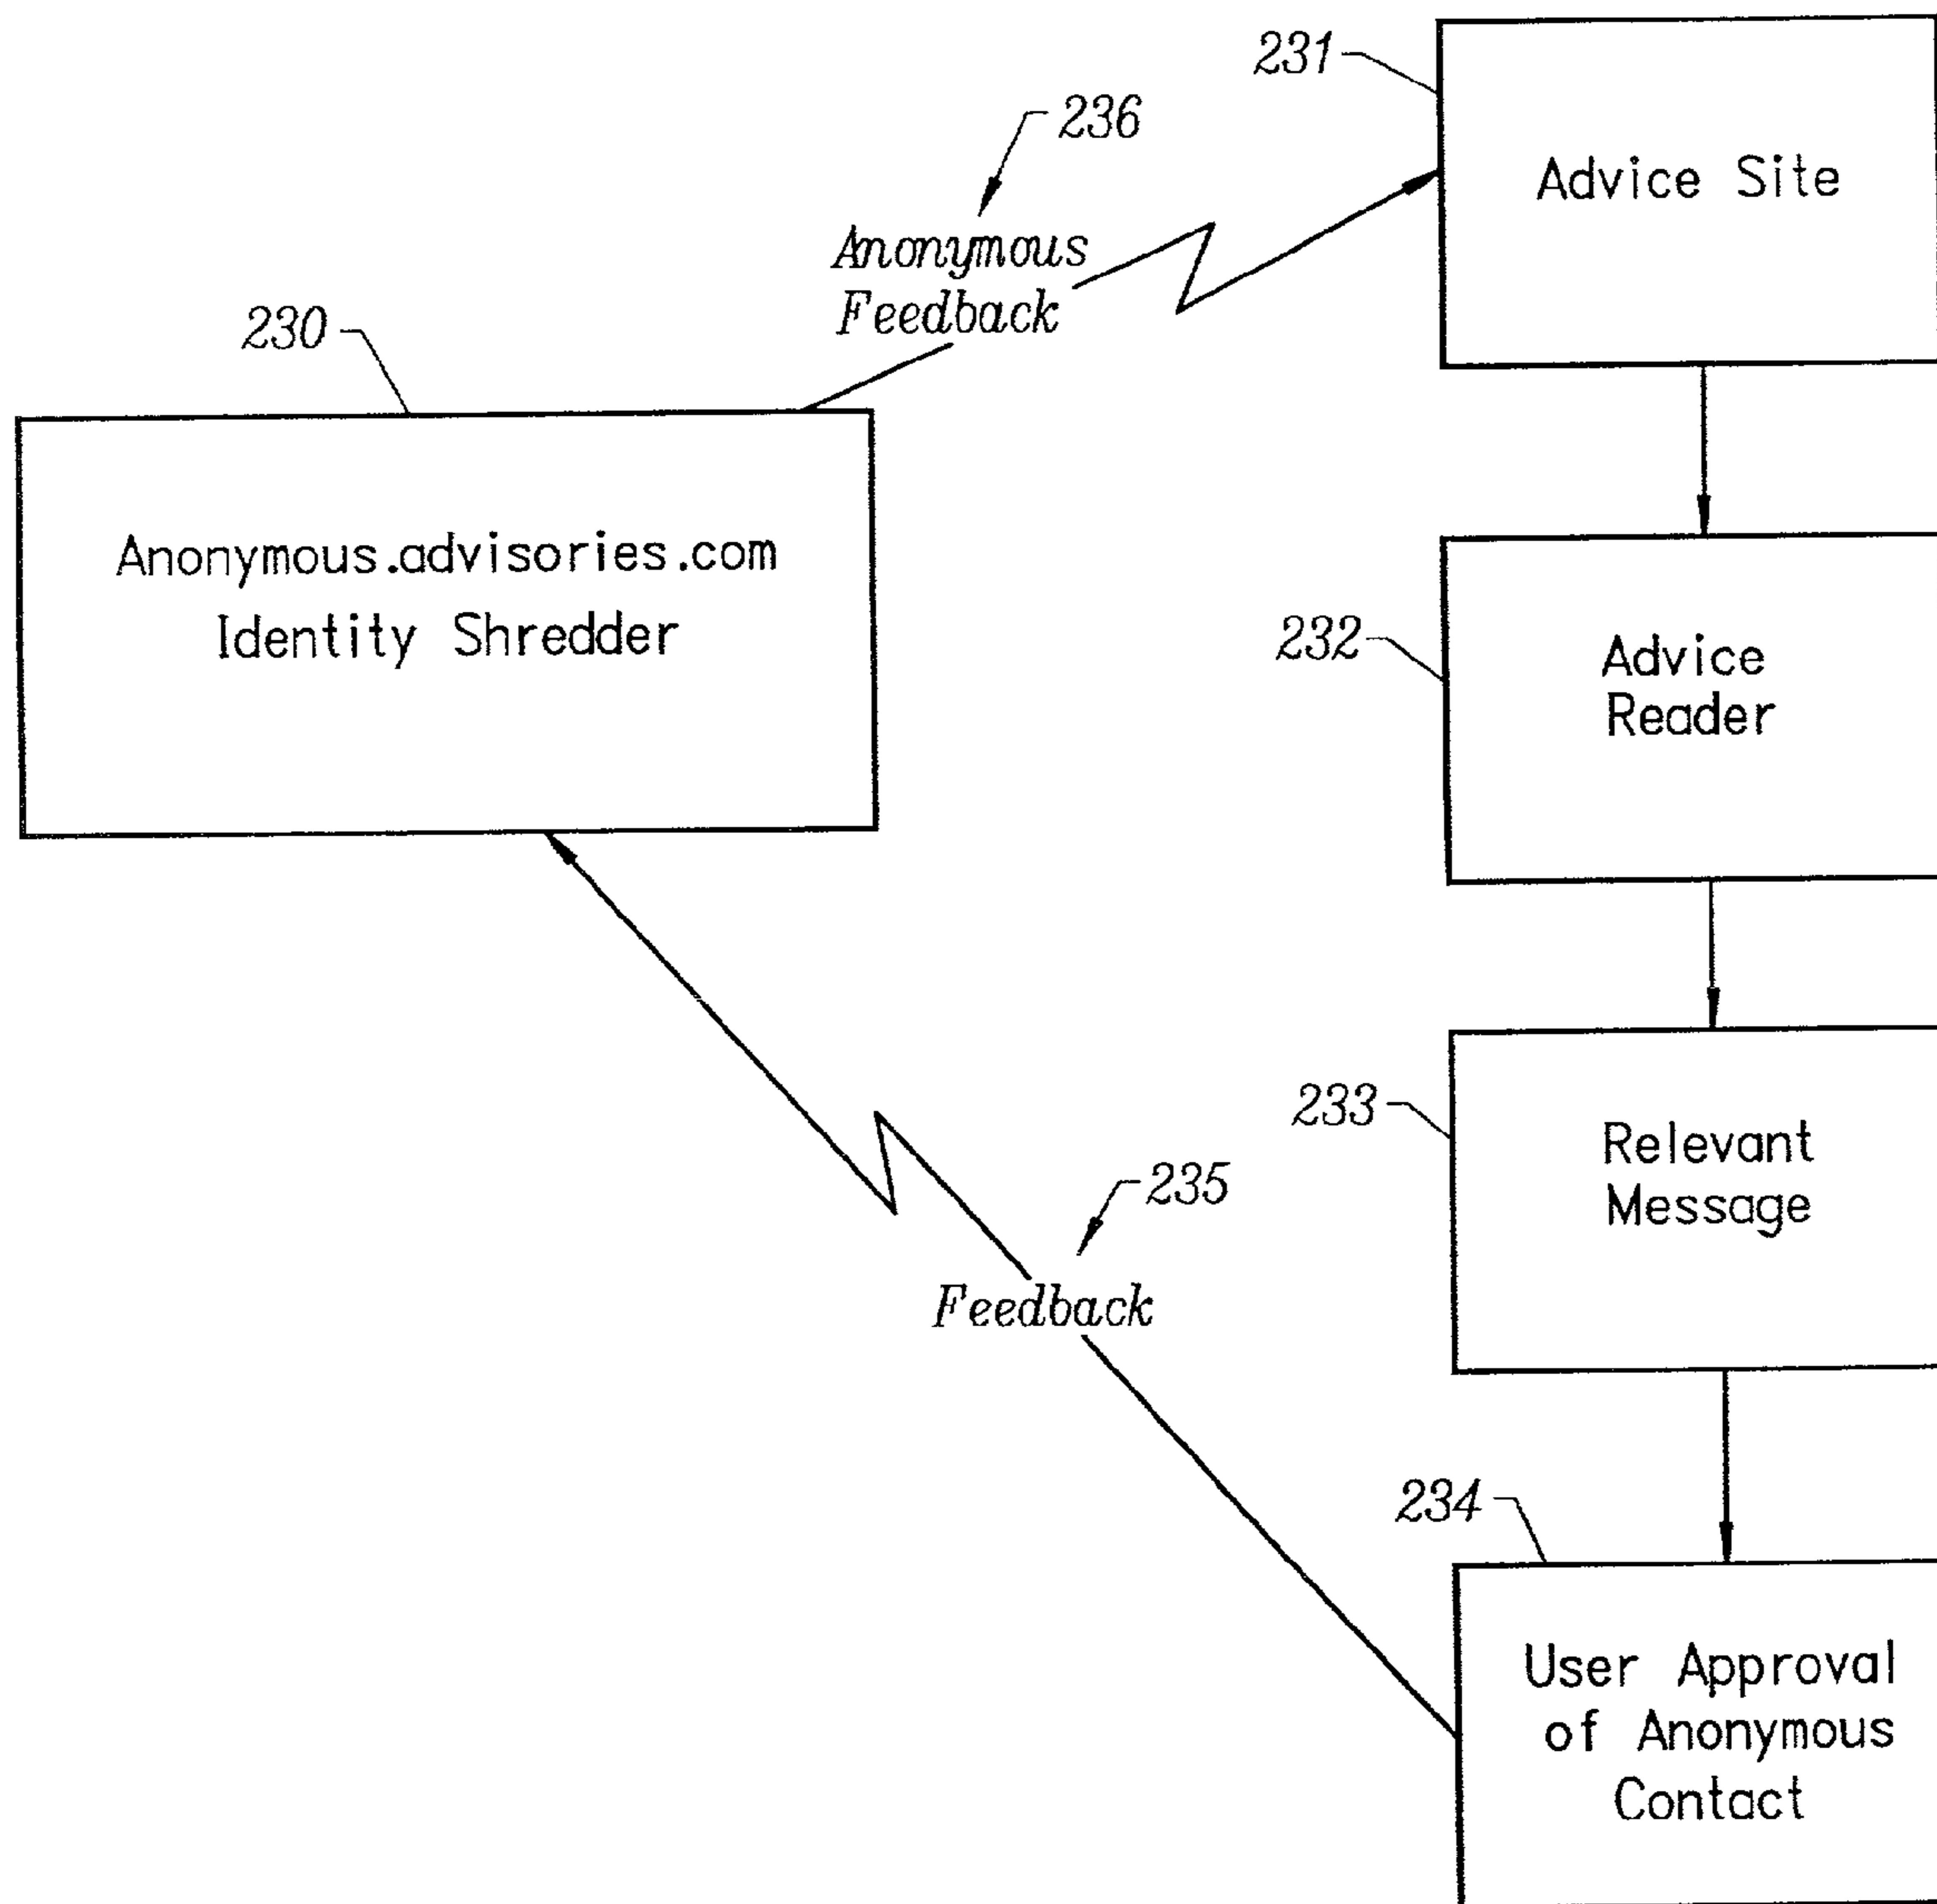 231
Advice Site
236
Anonymous
Feedback
230
Anonymous.advisories.com
Identity Shredder
232
Advice
Reader
233
Relevant
Message
235
Feedback
234
User Approval
of Anonymous
Contact